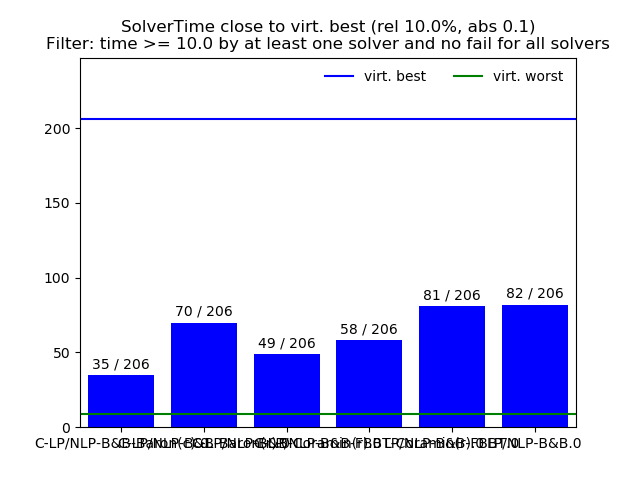 SolverTime close to virt. best (rel 10.0%, abs 0.1)
Filter: time >= 10.0 by at least one solver and no fail for all solvers
virt. best
virt. worst
200
150
100
50
0
35 / 206
70 / 206
49 / 206
58 / 206
81 / 206
82 / 206